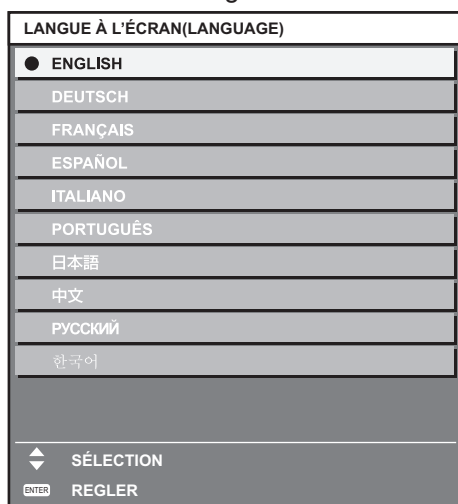 LANGUE À L'ÉCRAN(LANGUAGE)
ENGLISH
DEUTSCH
FRANÇAIS
ESPAÑOL
ITALIANO
PORTUGUÊS
日本語
中文
РУССКИЙ
한국어
SÉLECTION
ENTER REGLER